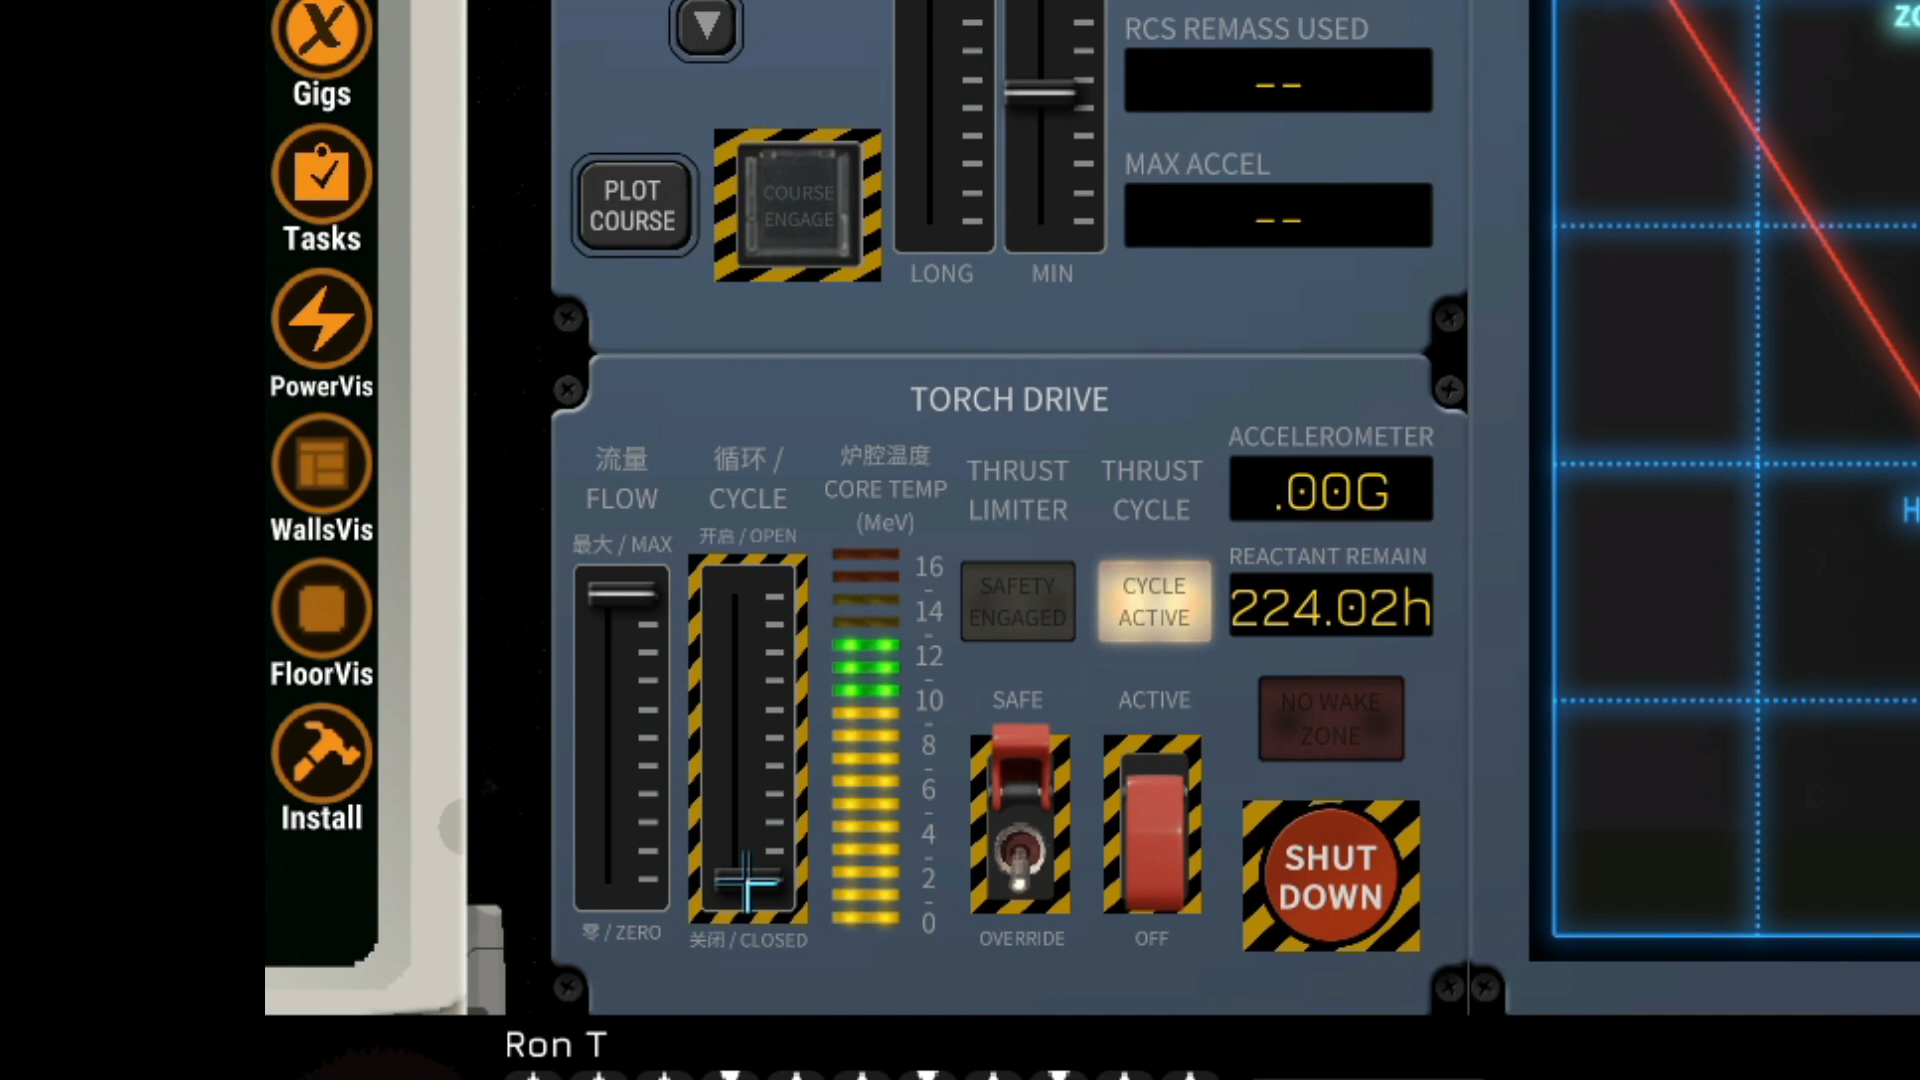 Gigs
Tasks
PowerVis
WallsVis
FloorVis
Install
PLOT
COURSE
COURSE
ENGAGE
LONG
MIN
RCS REMASS USED
--
MAX ACCEL
--
TORCH DRIVE
流量
FLOW
最大 / MAX
零 / ZERO
循环 /
CYCLE
开启 / OPEN
关闭 / CLOSED
炉腔温度
CORE TEMP
(MeV)
16
14
12
10
8
6
4
2
0
THRUST
LIMITER
SAFETY
ENGAGED
SAFE
OVERRIDE
THRUST
CYCLE
CYCLE
ACTIVE
ACTIVE
OFF
ACCELEROMETER
.00G
REACTANT REMAIN
224.02h
NO WAKE
ZONE
SHUT
DOWN
H
Ron T